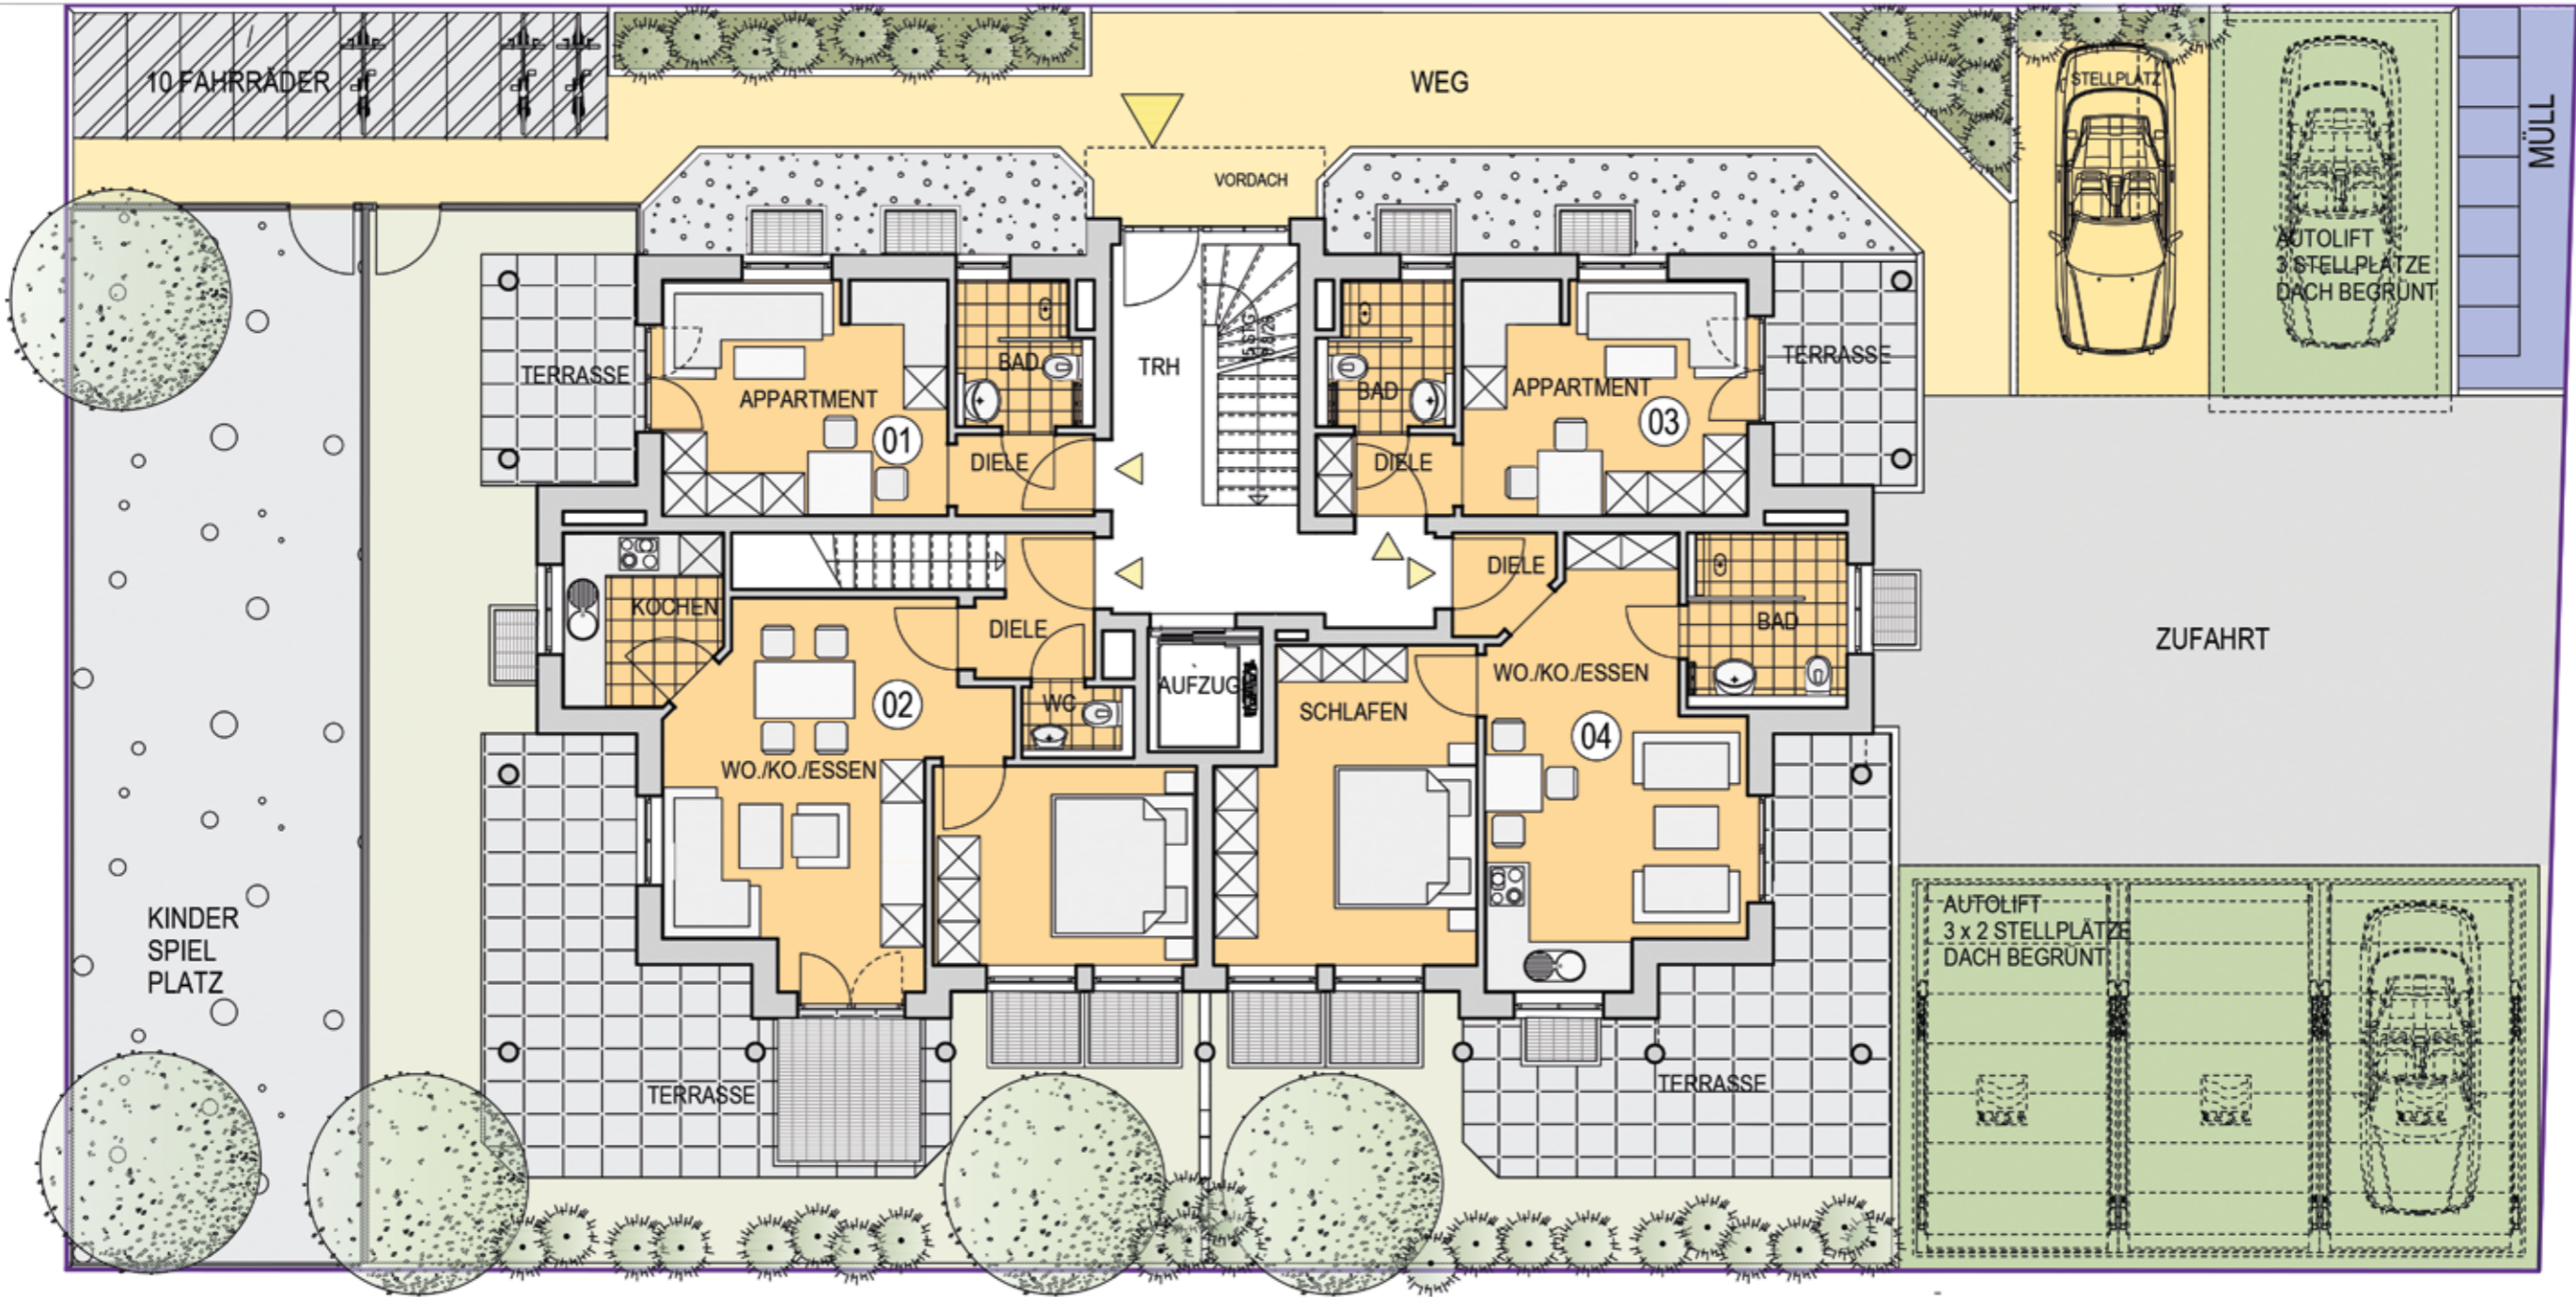 10 FAHRRÄDER
WEG
STELLPLATZ
MÜLL
VORDACH
AUTOLIFT
3 STELLPLÄTZE
DACH BEGRÜNT
TERRASSE
APPARTMENT
01
BAD
DIELE
TRH
BAD
DIELE
APPARTMENT
03
TERRASSE
KOCHEN
DIELE
WC
02
WO./KO./ESSEN
AUFZUG
SCHLAFEN
DIELE
WO./KO./ESSEN
BAD
04
ZUFAHRT
KINDER
SPIEL
PLATZ
TERRASSE
TERRASSE
AUTOLIFT
3 x 2 STELLPLÄTZE
DACH BEGRÜNT